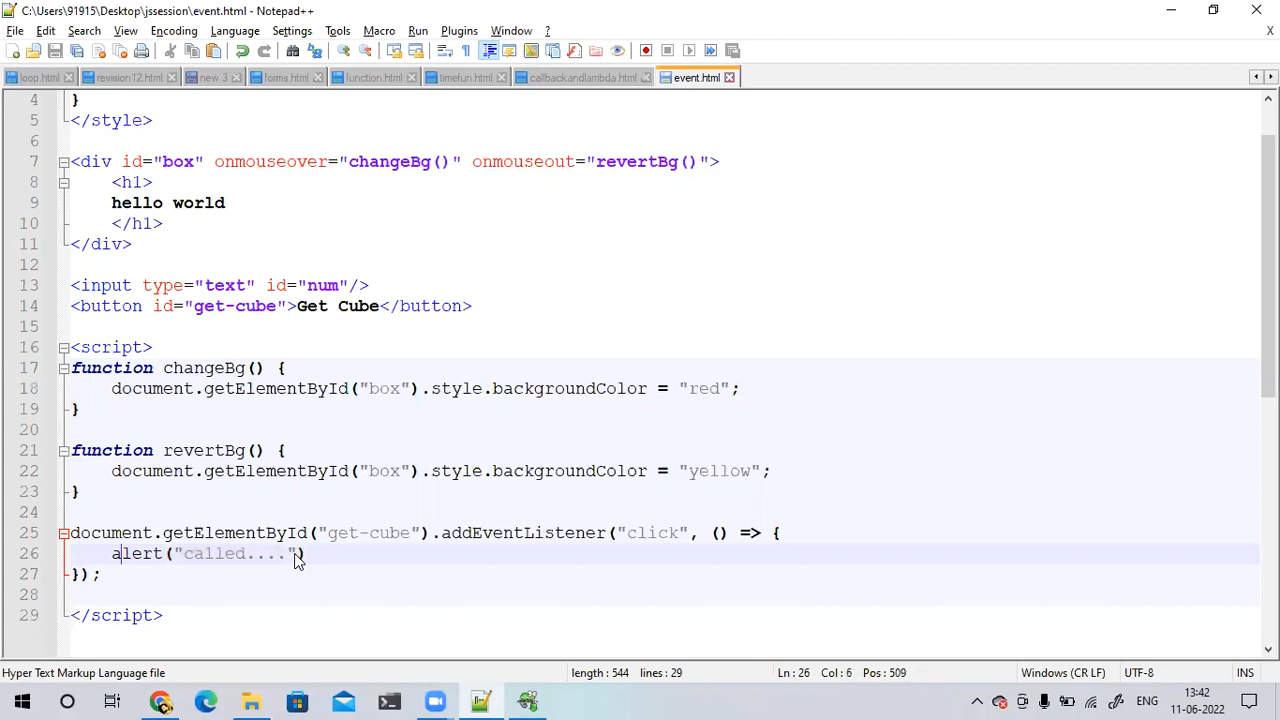 C:\Users\91915\Desktop\jssession\event.html - Notepad++
File Edit Search View Encoding Language Settings Tools Macro Run Plugins Window ? X
loop.html revision12.html new 3 forms.html function.html timefun.html callbackandlambda.html event.html
4 }
5 </style>
6
7 <div id="box" onmouseover="changeBg()" onmouseout="revertBg()">
8 <h1>
9 hello world
10 </h1>
11 </div>
12
13 <input type="text" id="num"/>
14 <button id="get-cube">Get Cube</button>
15
16 <script>
17 function changeBg() {
18 document.getElementById("box").style.backgroundColor = "red";
19 }
20
21 function revertBg() {
22 document.getElementById("box").style.backgroundColor = "yellow";
23 }
24
25 document.getElementById("get-cube").addEventListener("click", () => {
26 alert("called....")
27 });
28
29 </script>
Hyper Text Markup Language file length : 544 lines : 29 Ln : 26 Col : 6 Pos : 509 Windows (CR LF) UTF-8 INS
13:42
11-06-2022